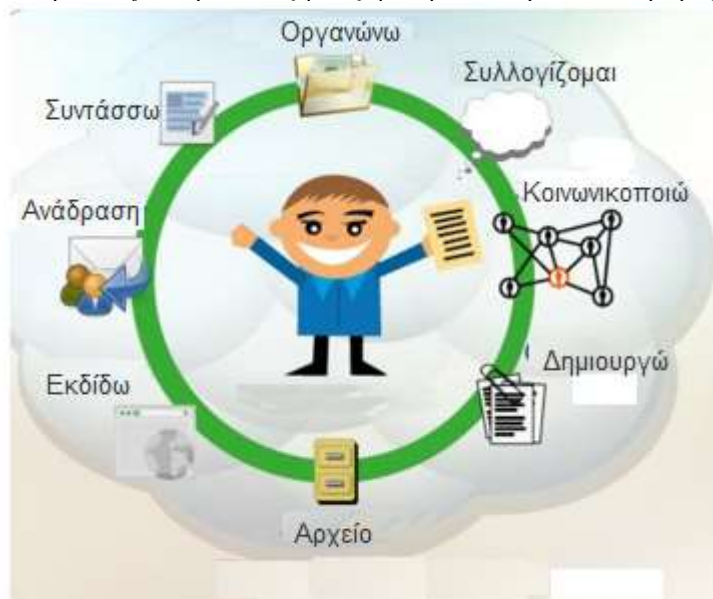 Οργανώνω
Συλλογίζομαι
Συντάσσω
Κοινωνικοποιώ
Ανάδραση
Δημιουργώ
Εκδίδω
Αρχείο